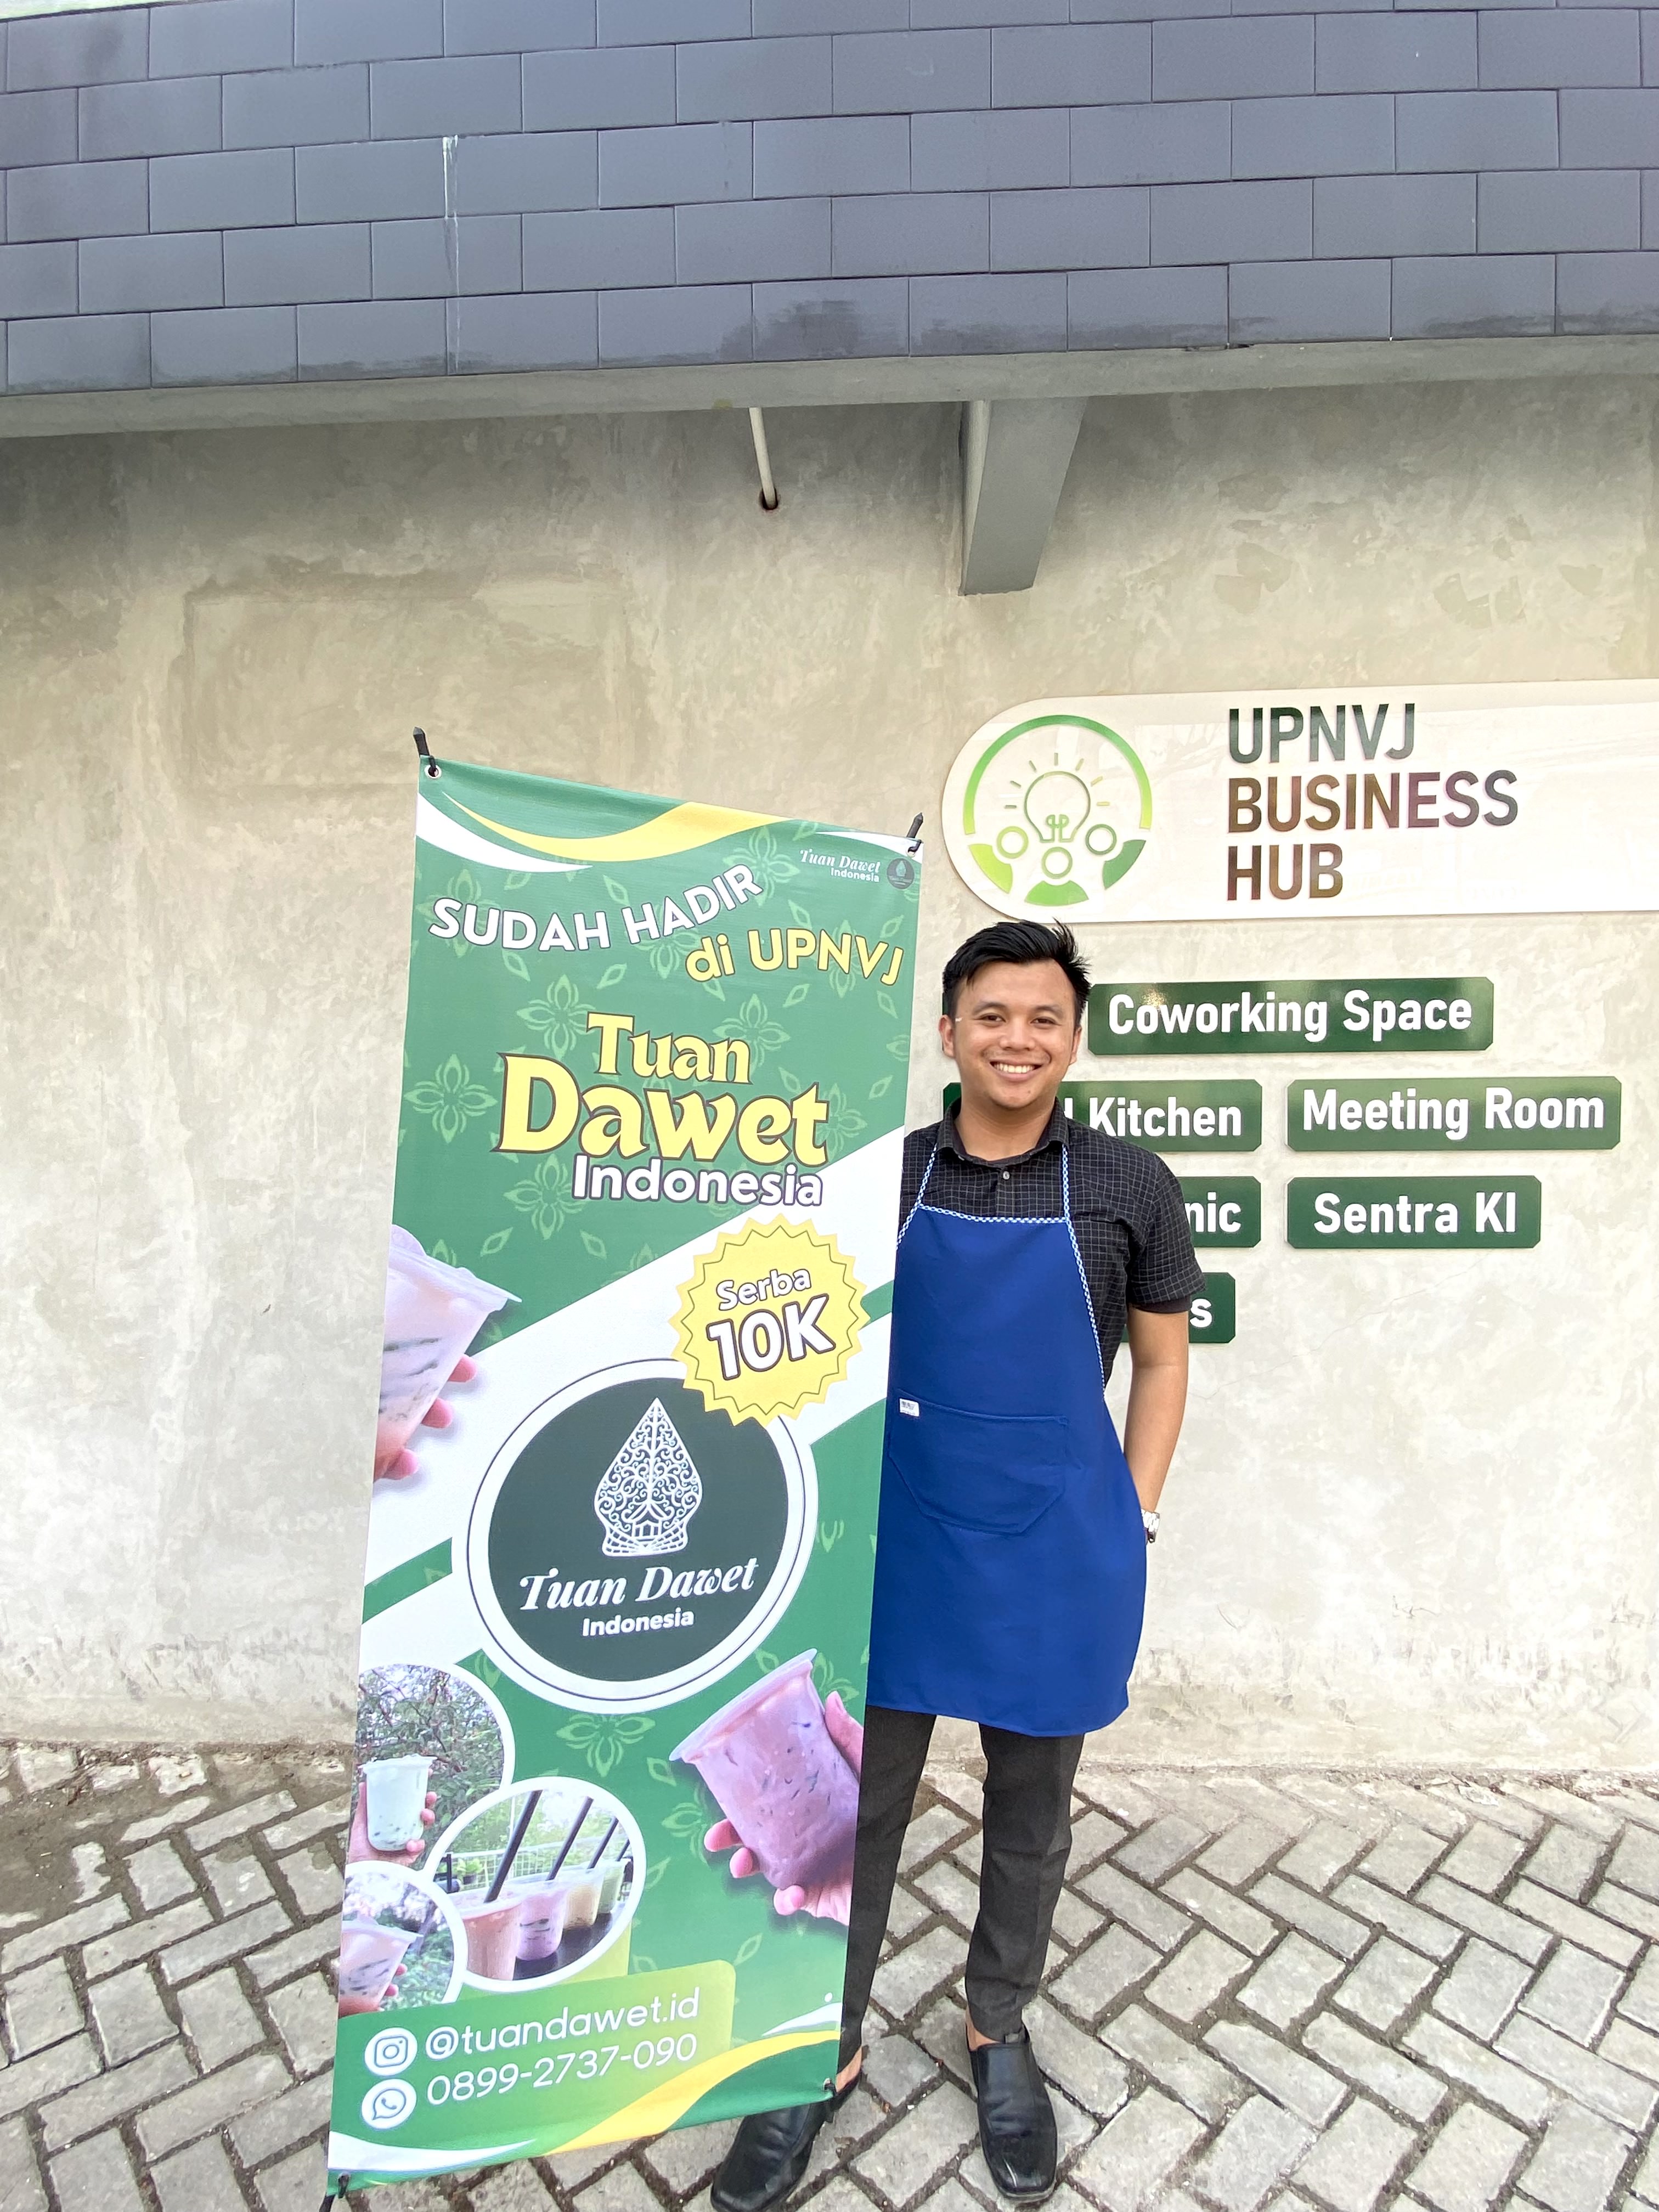 UPNVJ
BUSINESS
HUB
Coworking Space
Kitchen
Meeting Room
Sentra KI
Tuan Dawet
Indonesia
SUDAH HADIR
di UPNVJ
Tuan
Dawet
Indonesia
Serba
10K
Tuan Dawet
Indonesia
@tuandawet.id
0899-2737-090